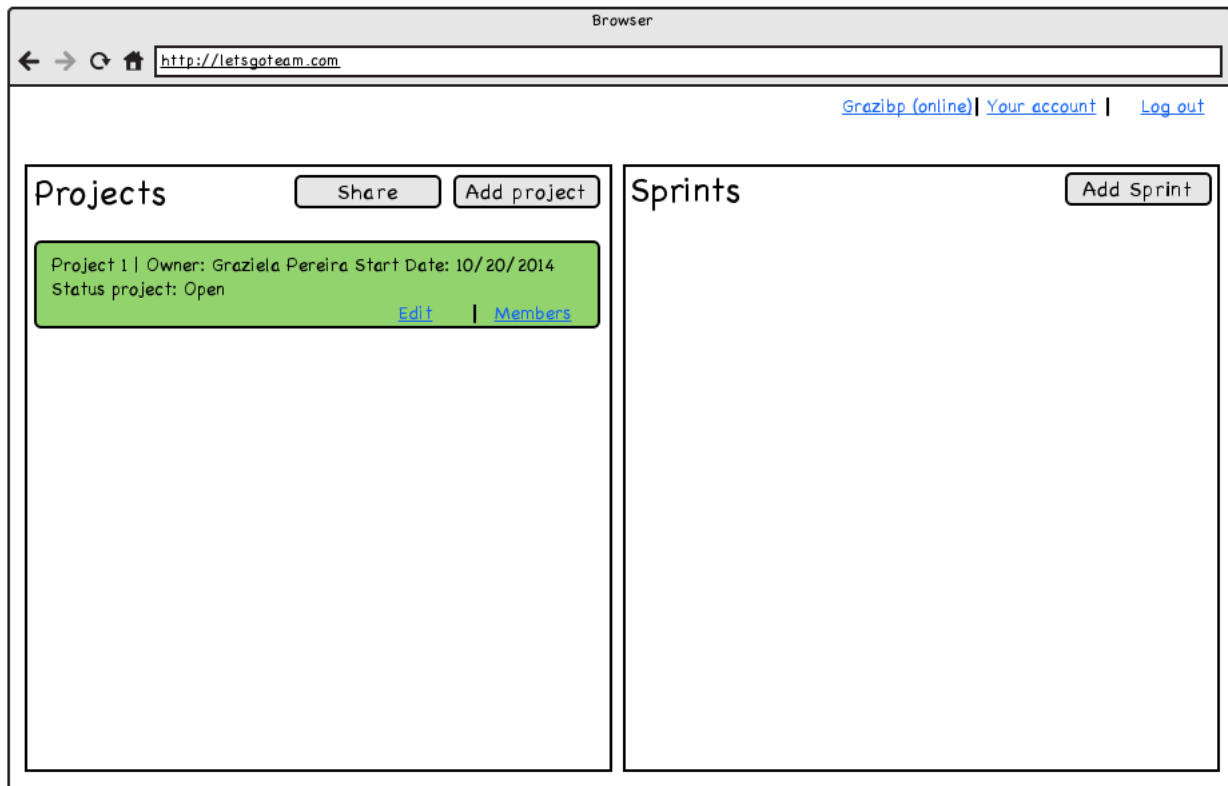 Browser
http://letsgoteam.com
Grazibp (online) | Your account | Log out
Projects
Share
Add project
Project 1 | Owner: Graziela Pereira Start Date: 10/20/2014
Status project: Open
Edit | Members
Sprints
Add Sprint